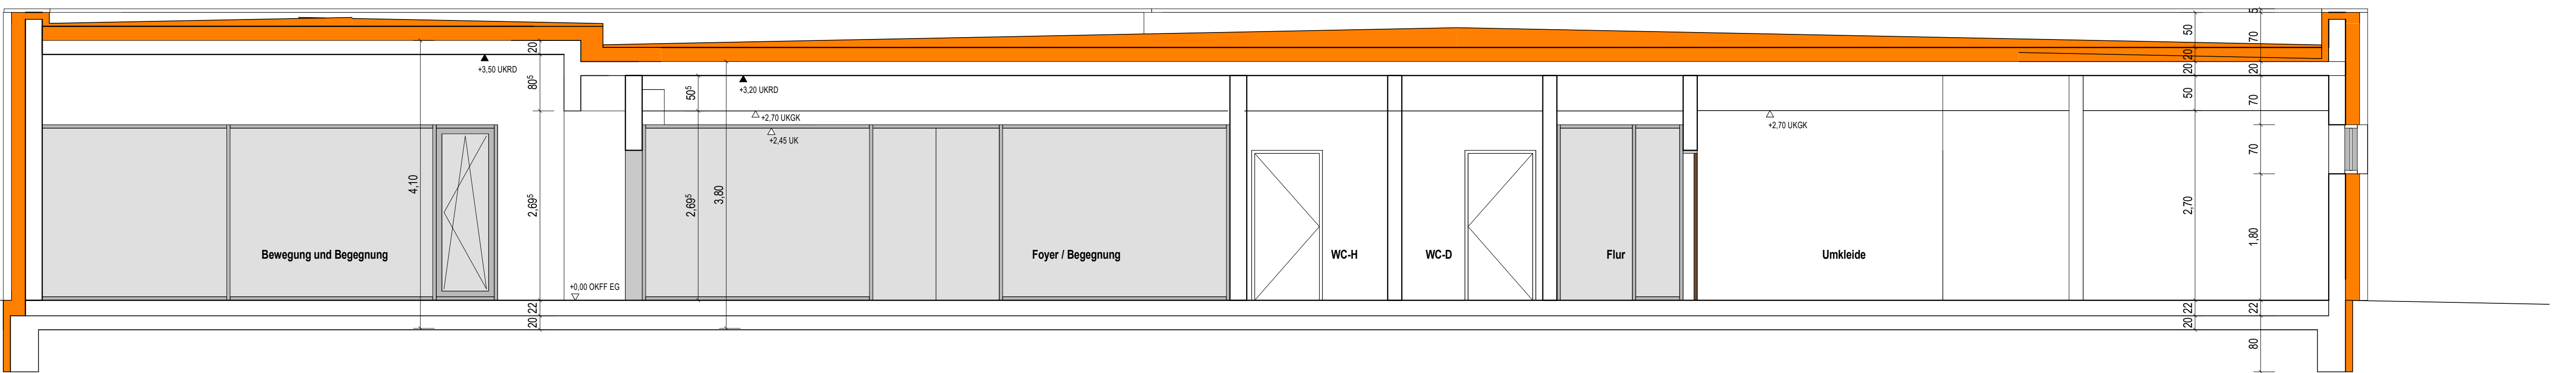 +3,50 UKRD
20
80⁵
2,69⁵
22
20
4,10
Bewegung und Begegnung
+0,00 OKFF EG
50⁵
2,69⁵
3,80
+3,20 UKRD
+2,70 UKGK
+2,45 UK
Foyer / Begegnung
WC-H
WC-D
Flur
+2,70 UKGK
Umkleide
50
20
20
50
2,70
22
20
5
70
20
70
70
1,80
22
80